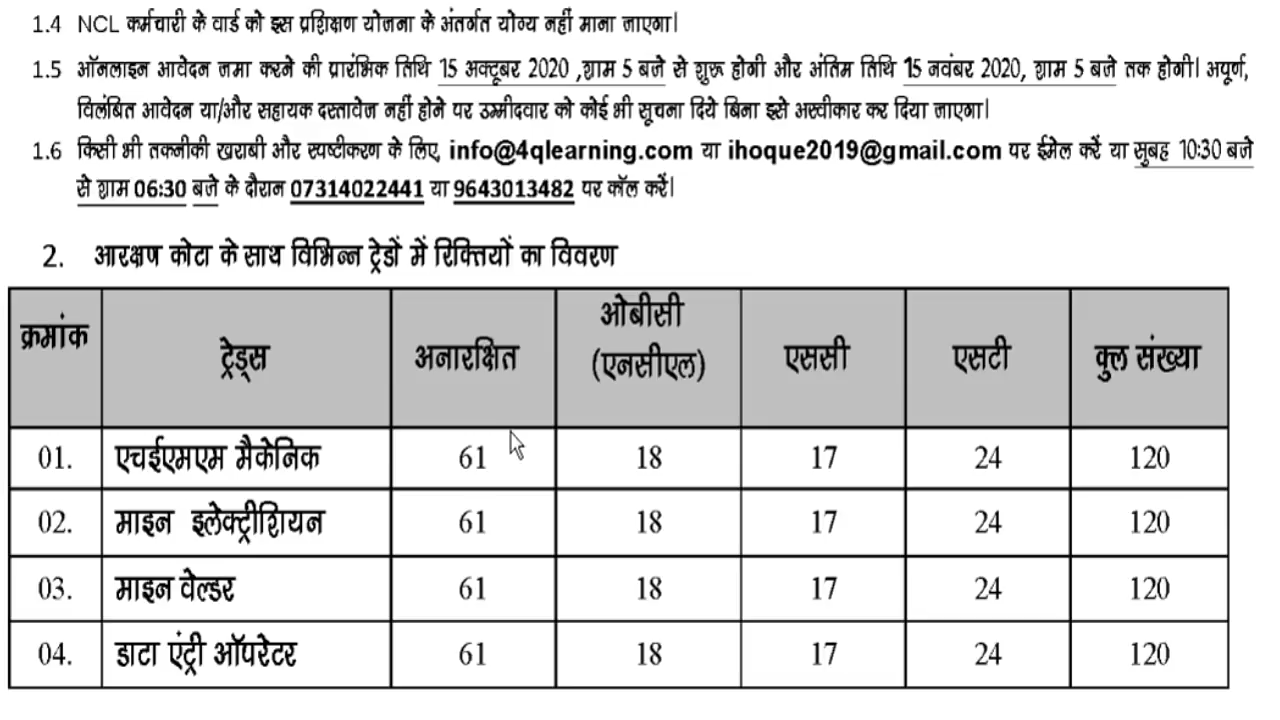 1.4 NCL कर्मचारी के वार्ड को इस प्रशिक्षण योजना के अंतर्गत योग्य नहीं माना जाएगा।
1.5 ऑनलाइन आवेदन जमा करने की प्रारंभिक तिथि 15 अक्टूबर 2020 ,शाम 5 बजे से शुरू होगी और अंतिम तिथि 15 नवंबर 2020, शाम 5 बजे तक होगी। अपूर्ण,
विलंबित आवेदन या/और सहायक दस्तावेज नहीं होने पर उम्मीदवार को कोई भी सूचना दिये बिना इसे अस्वीकार कर दिया जाएगा।
1.6 किसी भी तकनीकी खराबी और स्पष्टीकरण के लिए, info@4qlearning.com या ihoque2019@gmail.com पर ईमेल करें या सुबह 10:30 बजे
से शाम 06:30 बजे के दौरान 07314022441 या 9643013482 पर कॉल करें।
2. आरक्षण कोटा के साथ विभिन्न ट्रेडों में रिक्तियों का विवरण
क्रमांक ट्रेड्स अनारक्षित ओबीसी (एनसीएल) एससी एसटी कुल संख्या
01. एचईएमएम मैकेनिक 61 18 17 24 120
02. माइन इलेक्ट्रीशियन 61 18 17 24 120
03. माइन वेल्डर 61 18 17 24 120
04. डाटा एंट्री ऑपरेटर 61 18 17 24 120